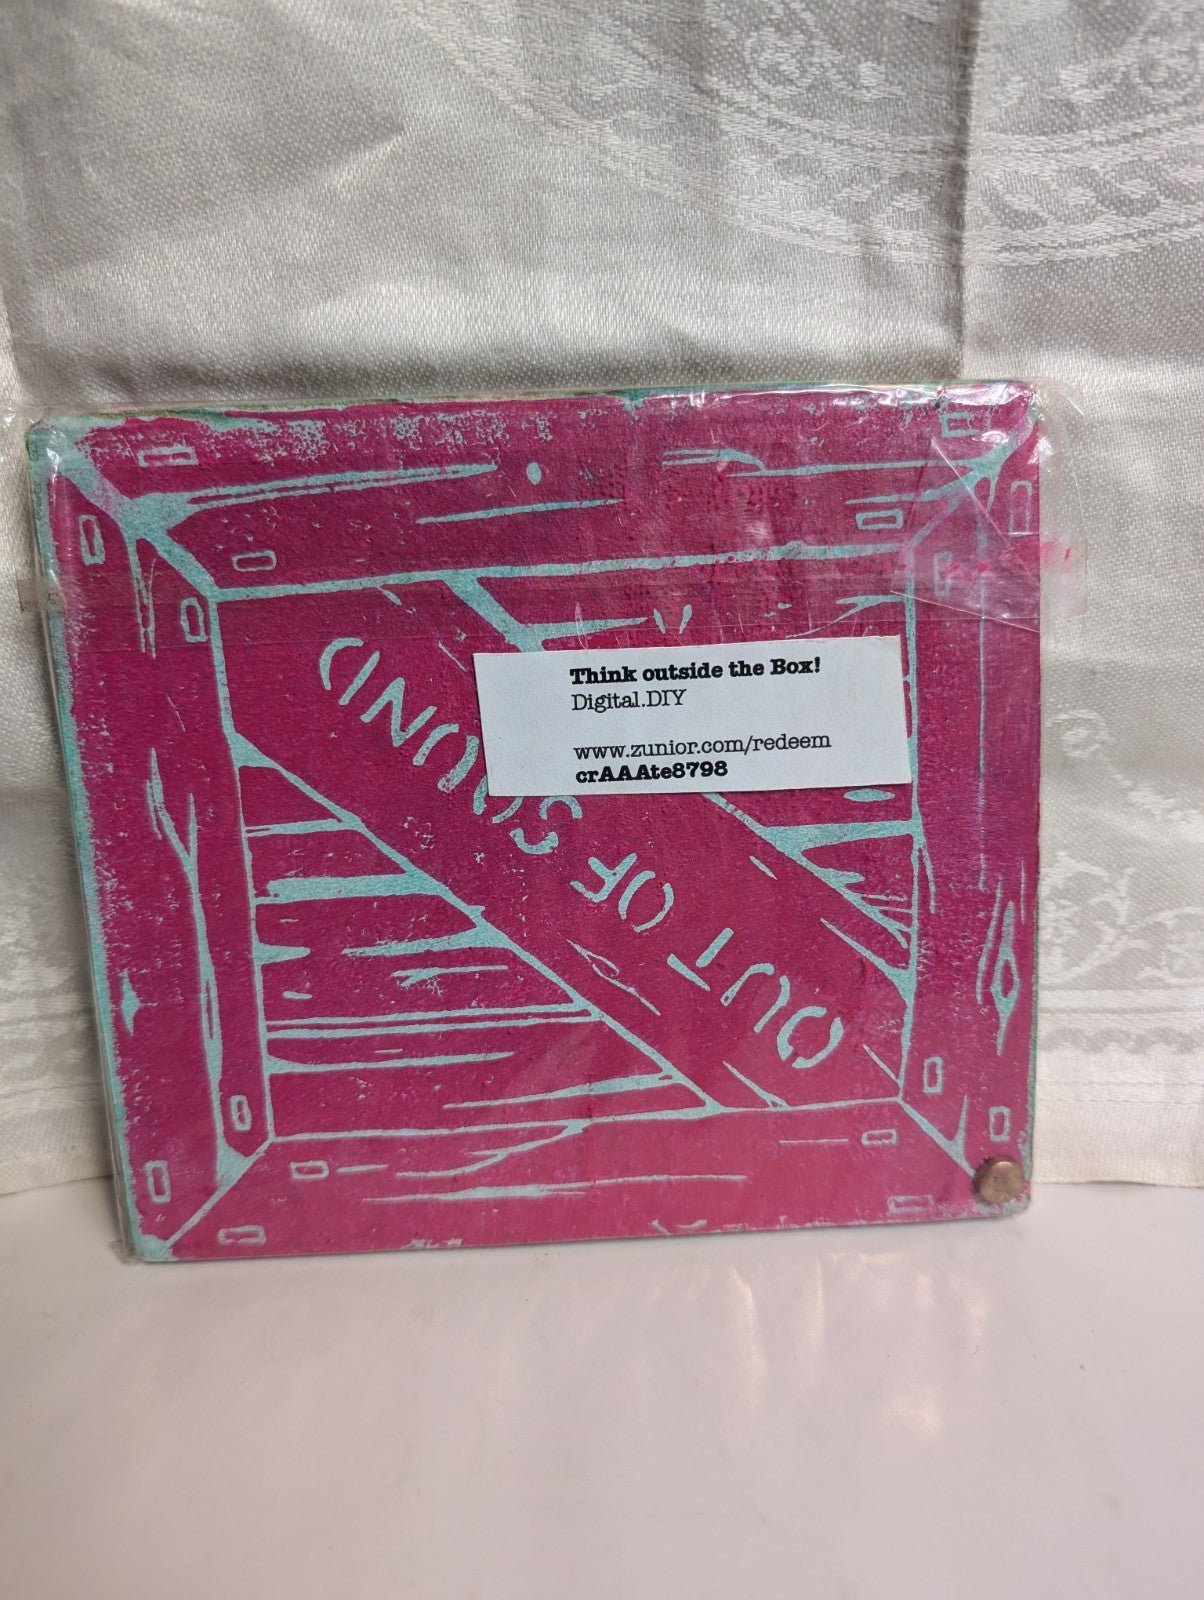 Think outside the Box!
Digital.DIY
www.zunior.com/redeem
crAAAte8798
OUT OF SOUND